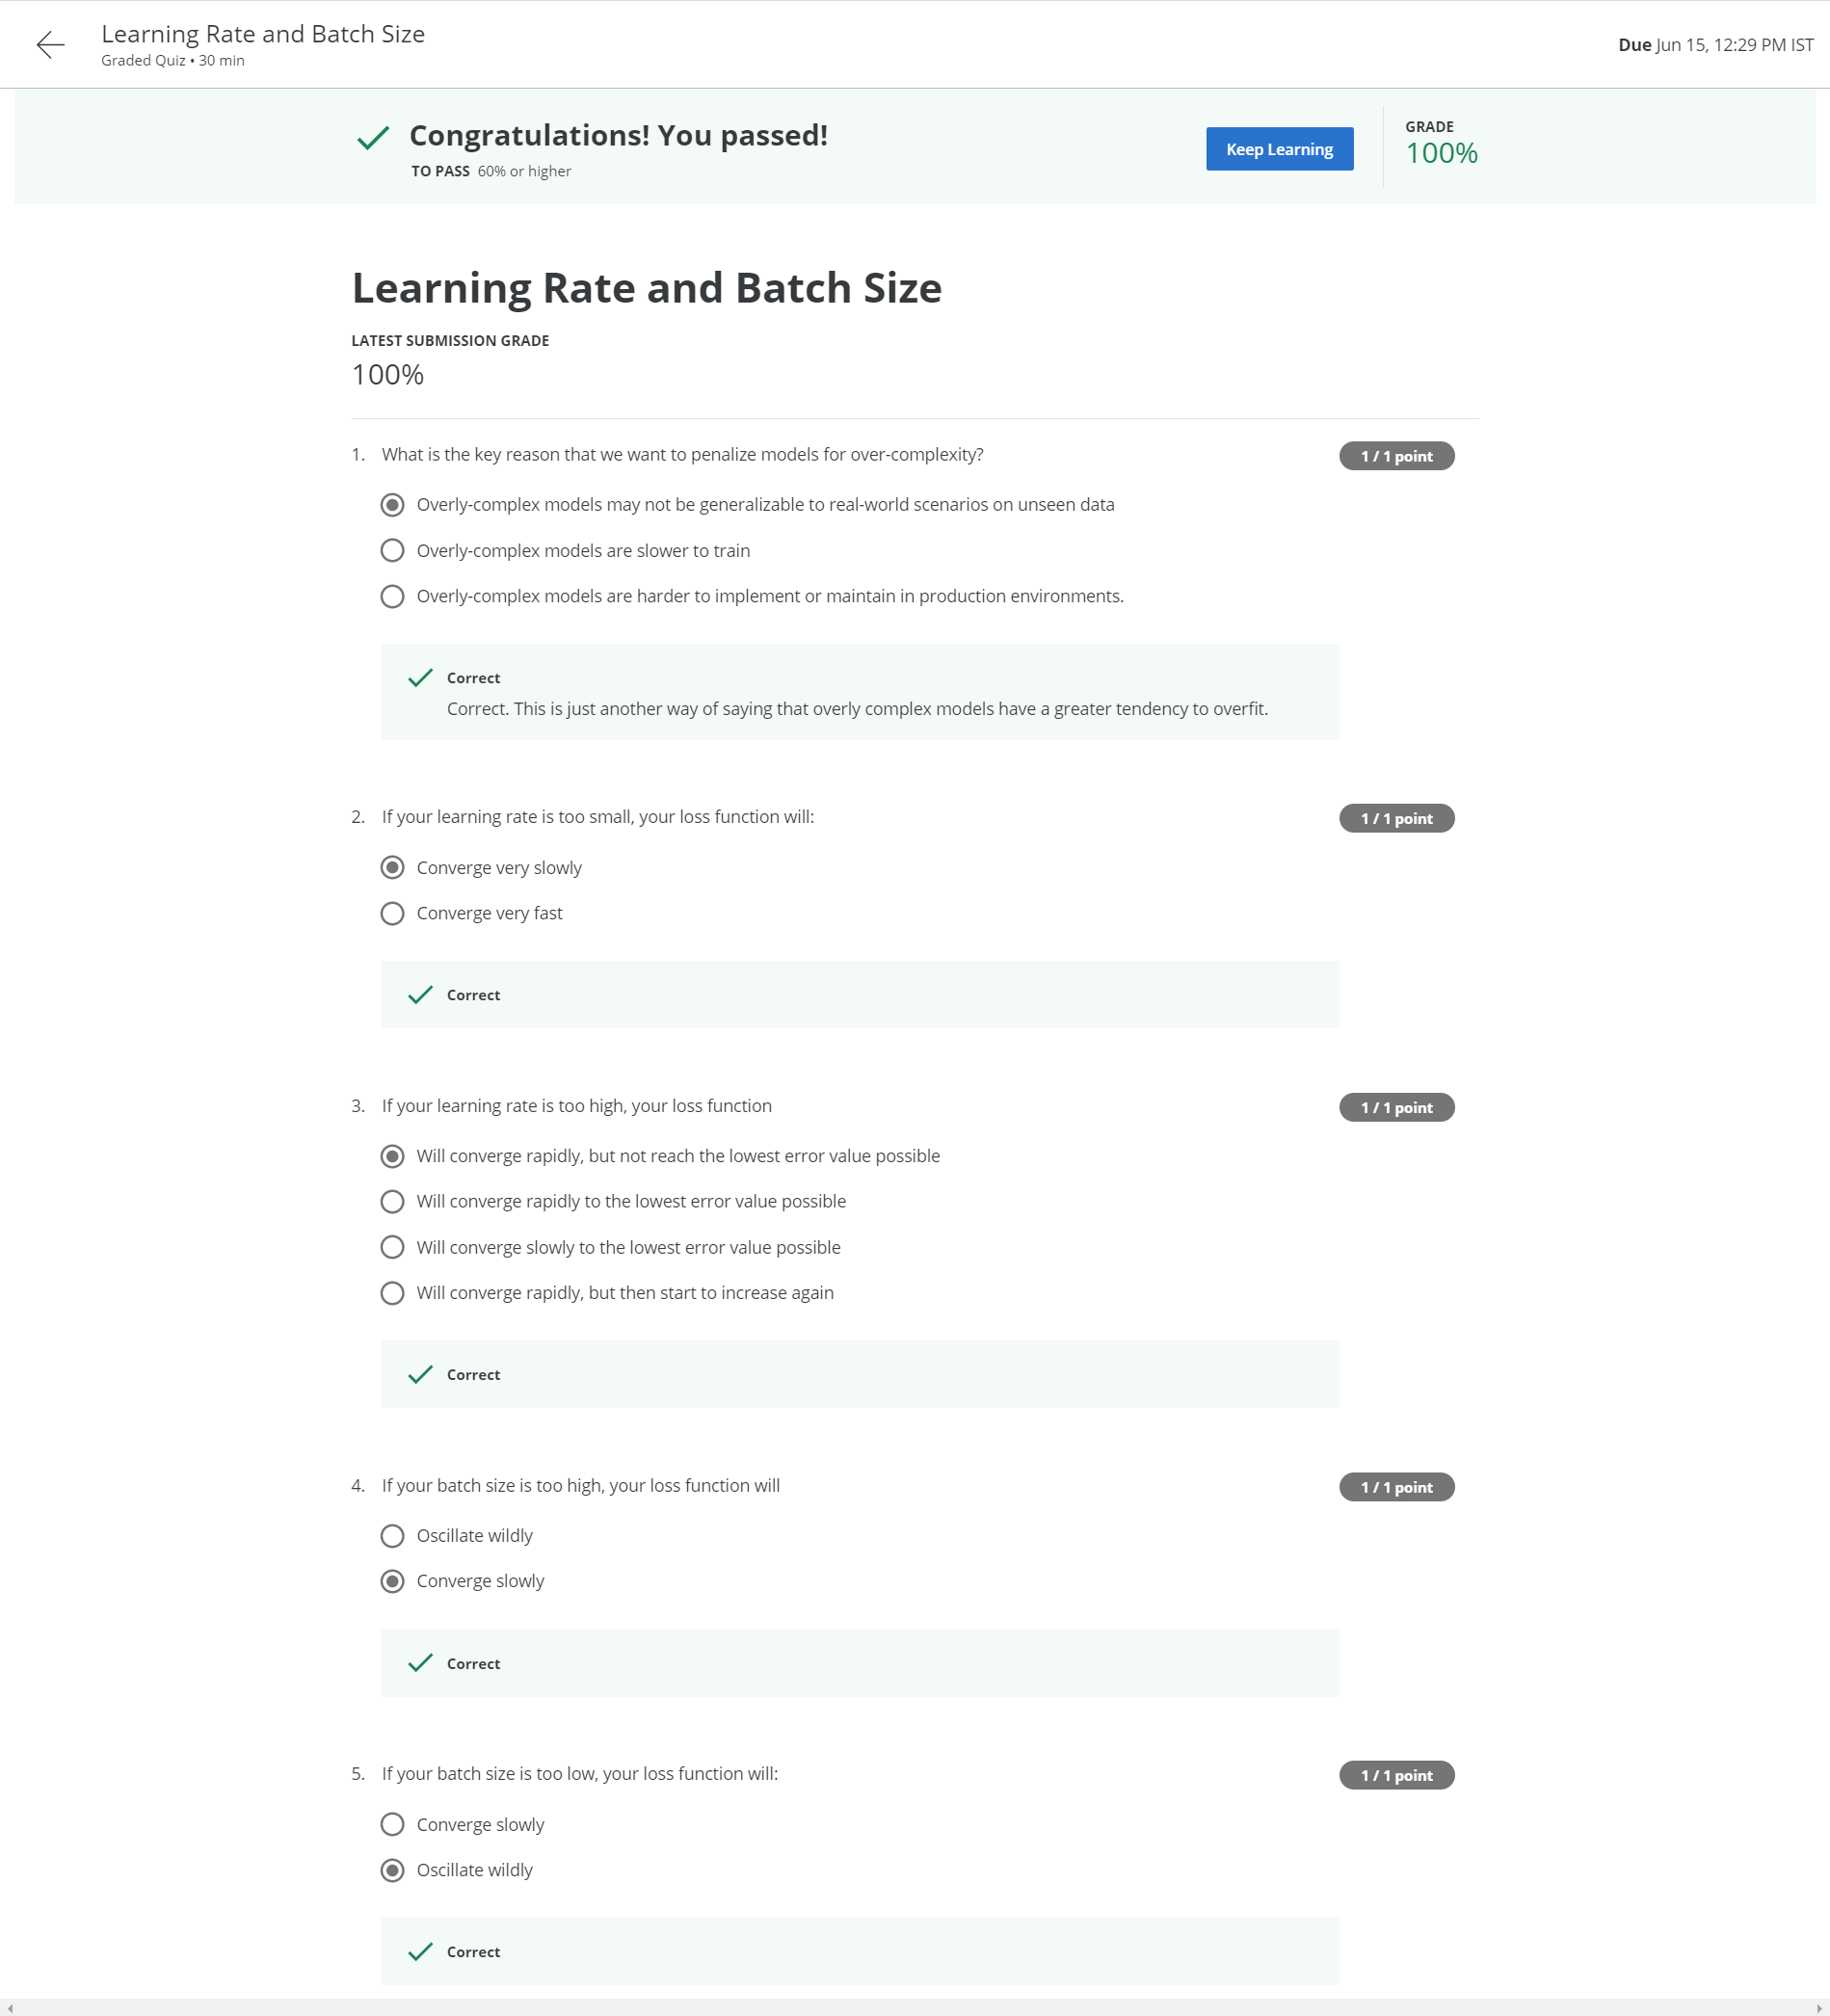 Learning Rate and Batch Size
Graded Quiz • 30 min
Due Jun 15, 12:29 PM IST
Congratulations! You passed!
TO PASS 60% or higher
Keep Learning
GRADE
100%
Learning Rate and Batch Size
LATEST SUBMISSION GRADE
100%
1. What is the key reason that we want to penalize models for over-complexity?
1 / 1 point
Overly-complex models may not be generalizable to real-world scenarios on unseen data
Overly-complex models are slower to train
Overly-complex models are harder to implement or maintain in production environments.
Correct
Correct. This is just another way of saying that overly complex models have a greater tendency to overfit.
2. If your learning rate is too small, your loss function will:
1 / 1 point
Converge very slowly
Converge very fast
Correct
3. If your learning rate is too high, your loss function
1 / 1 point
Will converge rapidly, but not reach the lowest error value possible
Will converge rapidly to the lowest error value possible
Will converge slowly to the lowest error value possible
Will converge rapidly, but then start to increase again
Correct
4. If your batch size is too high, your loss function will
1 / 1 point
Oscillate wildly
Converge slowly
Correct
5. If your batch size is too low, your loss function will:
1 / 1 point
Converge slowly
Oscillate wildly
Correct